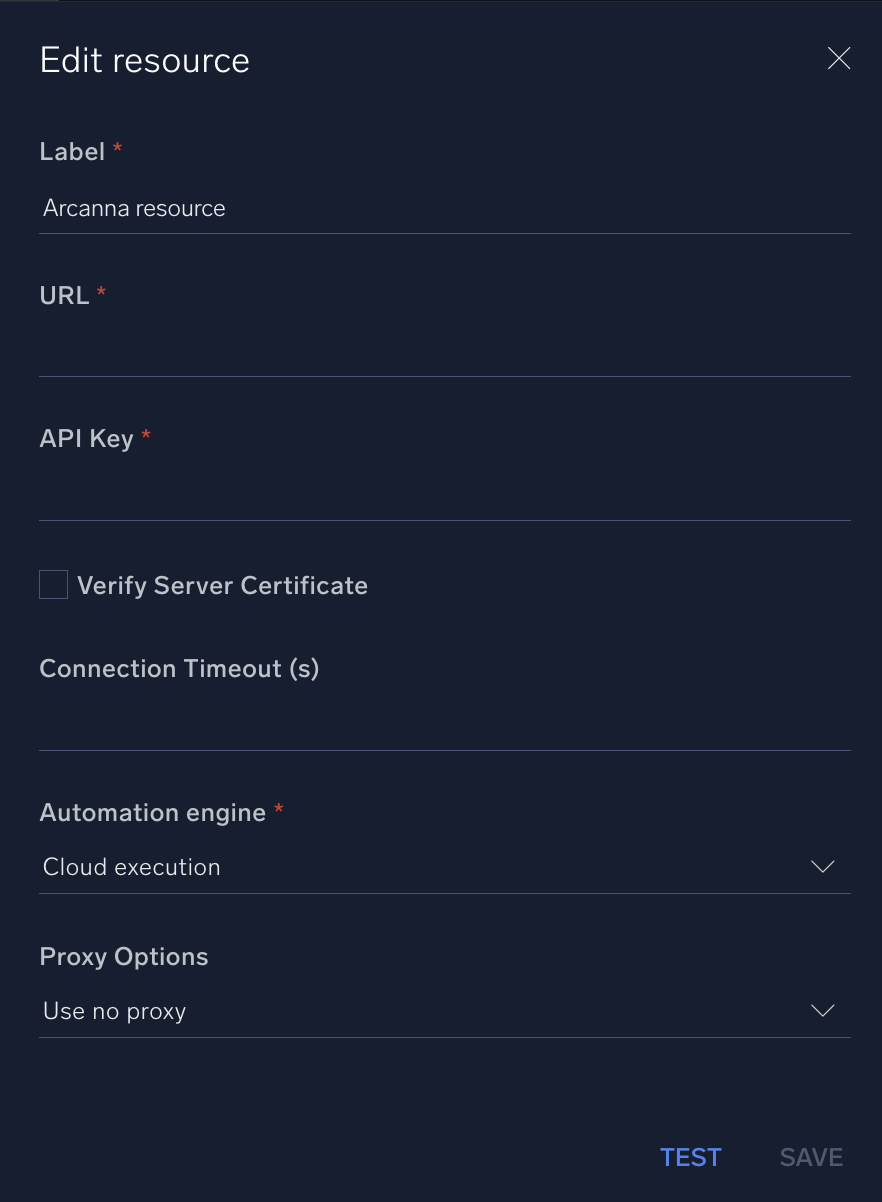 Edit resource
Label *
Arcanna resource
URL *
API Key *
Verify Server Certificate
Connection Timeout (s)
Automation engine *
Cloud execution
Proxy Options
Use no proxy
TEST SAVE